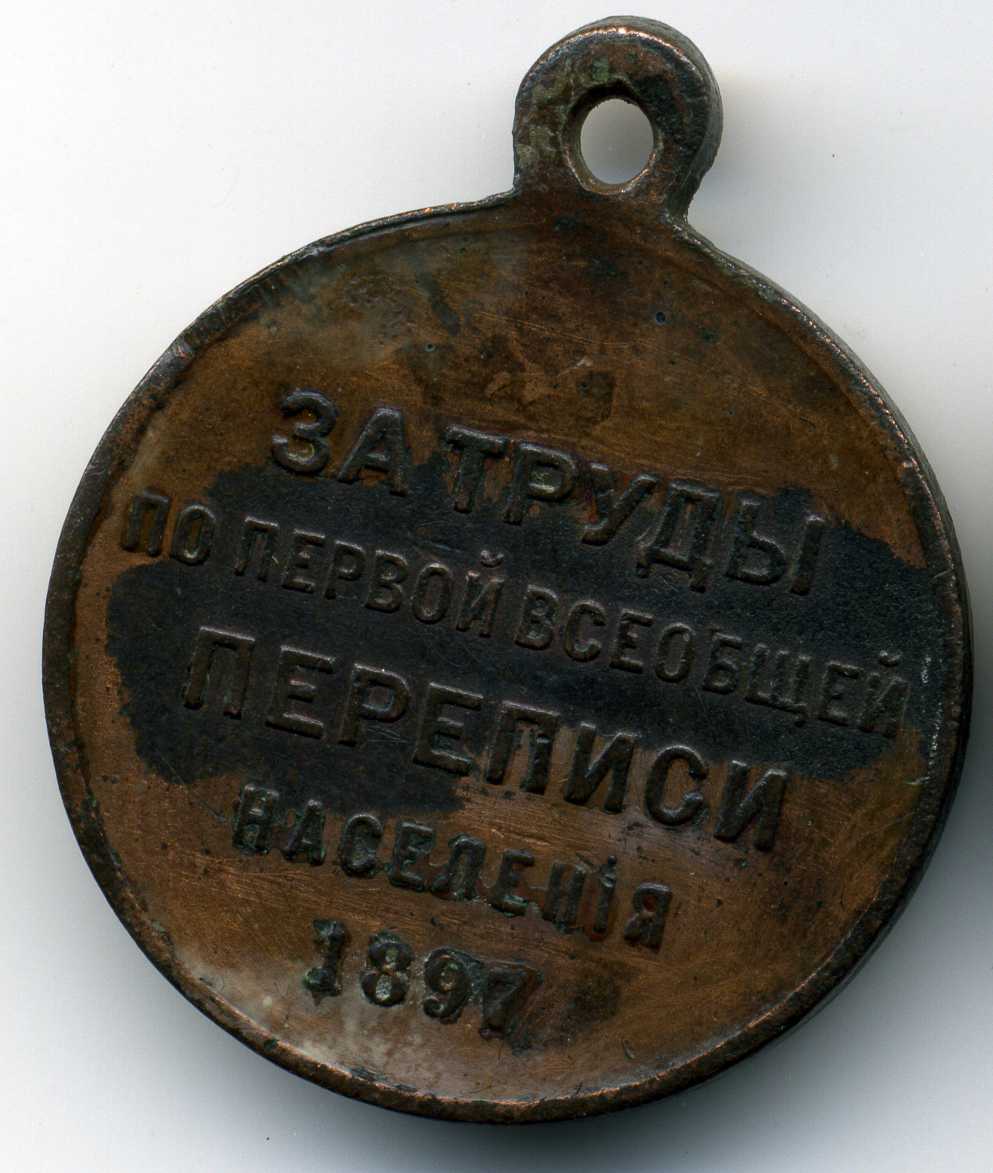 ЗА ТРУДЫ
ПО ПЕРВОЙ ВСЕОБЩЕЙ
ПЕРЕПИСИ
НАСЕЛЕНІЯ
1897